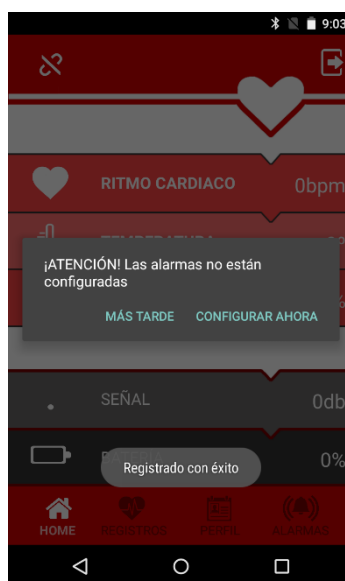 9:03
RITMO CARDIACO
0bpm
TEMPERATURA
¡ATENCIÓN! Las alarmas no están
configuradas
MÁS TARDE
CONFIGURAR AHORA
%
SEÑAL
0db
0%
Registrado con éxito
HOME
REGISTROS
PERFIL
ALARMAS